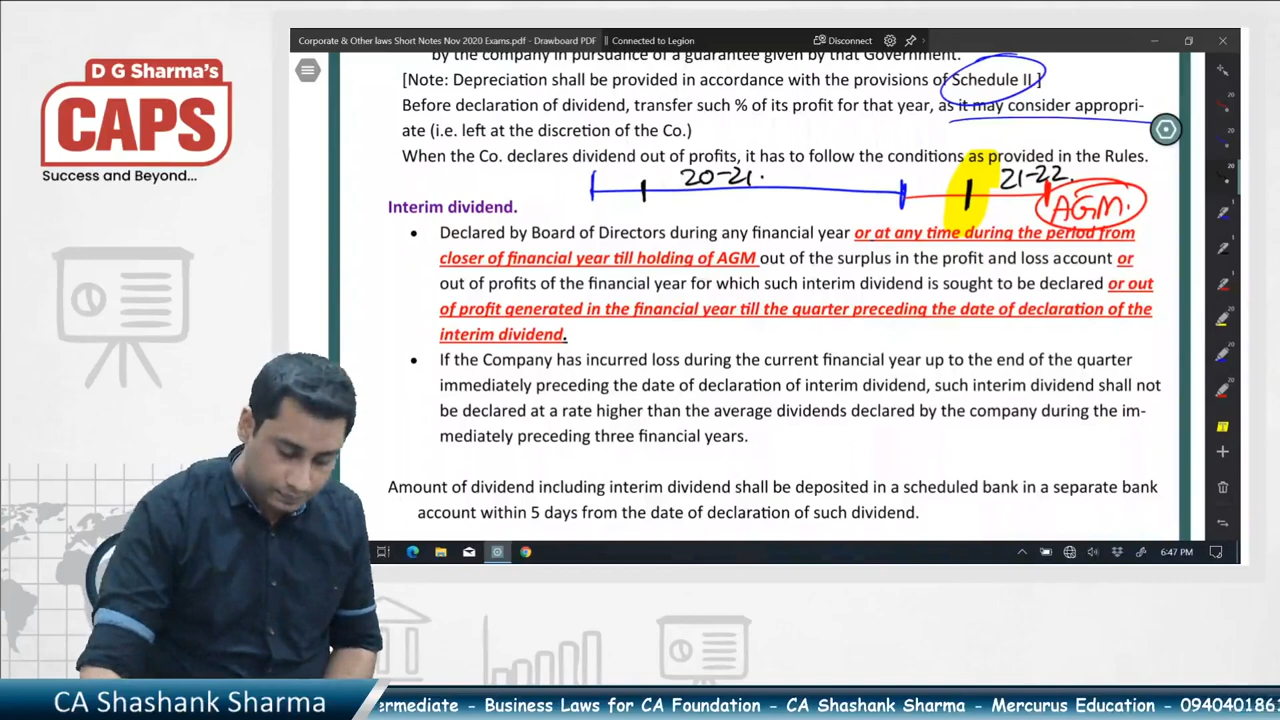 D G Sharma's
CAPS
Success and Beyond...
Corporate & Other laws Short Notes Nov 2020 Exams.pdf - Drawboard PDF
Connected to Legion
Disconnect
by the company in pursuance of a guarantee given by that Government.
[Note: Depreciation shall be provided in accordance with the provisions of Schedule II.]
Before declaration of dividend, transfer such % of its profit for that year, as it may consider appropri-
ate (i.e. left at the discretion of the Co.)
When the Co. declares dividend out of profits, it has to follow the conditions as provided in the Rules.
20-21.
21-22.
AGM.
Interim dividend.
• Declared by Board of Directors during any financial year or at any time during the period from
closer of financial year till holding of AGM out of the surplus in the profit and loss account or
out of profits of the financial year for which such interim dividend is sought to be declared or out
of profit generated in the financial year till the quarter preceding the date of declaration of the
interim dividend.
• If the Company has incurred loss during the current financial year up to the end of the quarter
immediately preceding the date of declaration of interim dividend, such interim dividend shall not
be declared at a rate higher than the average dividends declared by the company during the im-
mediately preceding three financial years.
Amount of dividend including interim dividend shall be deposited in a scheduled bank in a separate bank
account within 5 days from the date of declaration of such dividend.
6:47 PM
CA Shashank Sharma
ermediate - Business Laws for CA Foundation - CA Shashank Sharma - Mercurus Education - 094040186